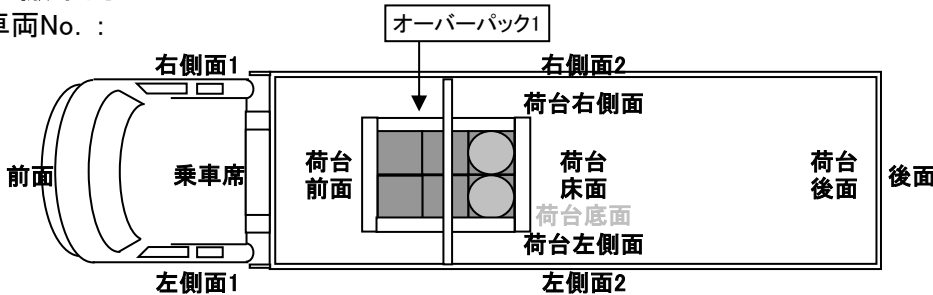 車両No. :
オーバーパック1
右側面1
右側面2
荷台右側面
前面
乗車席
荷台
前面
荷台
床面
荷台
後面
後面
荷台底面
荷台左側面
左側面1
左側面2